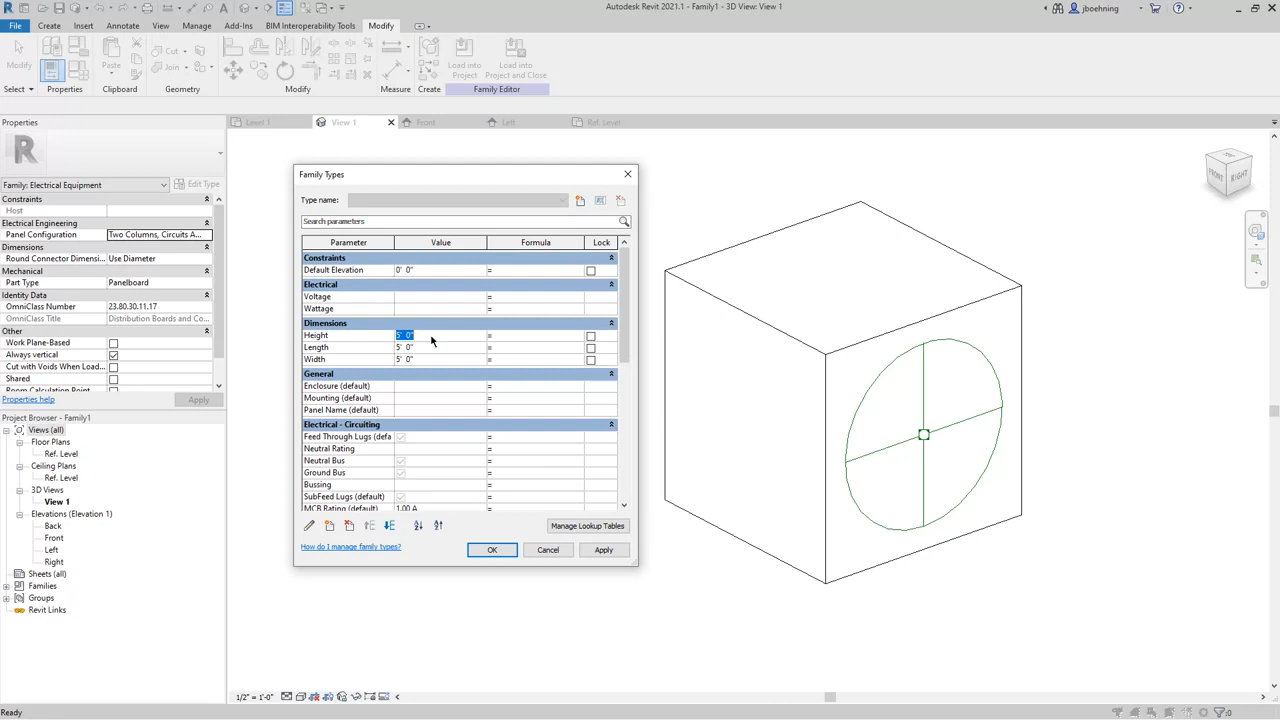 Autodesk Revit 2021.1 - Family1 - 3D View: View 1
jboehning
File Create Insert Annotate View Manage Add-Ins BIM Interoperability Tools Modify
Modify
Cut
Join
Paste
Load into Project
Load into Project and Close
Select Properties Clipboard Geometry Modify Measure Create Family Editor
Properties
Level 1 View 1 Front Left Ref. Level
R
Family: Electrical Equipment Edit Type
Constraints
Host
Electrical Engineering
Panel Configuration Two Columns, Circuits A...
Dimensions
Round Connector Dimensi... Use Diameter
Mechanical
Part Type Panelboard
Identity Data
OmniClass Number 23.80.30.11.17
OmniClass Title Distribution Boards and Co...
Other
Work Plane-Based
Always vertical
Cut with Voids When Load...
Shared
Room Calculation Point
Properties help Apply
Project Browser - Family1
Views (all)
Floor Plans
Ref. Level
Ceiling Plans
Ref. Level
3D Views
View 1
Elevations (Elevation 1)
Back
Front
Left
Right
Sheets (all)
Families
Groups
Revit Links
Family Types
Type name:
Search parameters
Parameter Value Formula Lock
Constraints
Default Elevation 0' 0" =
Electrical
Voltage =
Wattage =
Dimensions
Height 5' 0" =
Length 5' 0" =
Width 5' 0" =
General
Enclosure (default) =
Mounting (default) =
Panel Name (default) =
Electrical - Circuiting
Feed Through Lugs (defa =
Neutral Rating =
Neutral Bus =
Ground Bus =
Bussing =
SubFeed Lugs (default) =
MCB Rating (default) 1.00 A =
Manage Lookup Tables
How do I manage family types?
OK Cancel Apply
FRONT RIGHT
1/2" = 1'-0"
Ready
:0